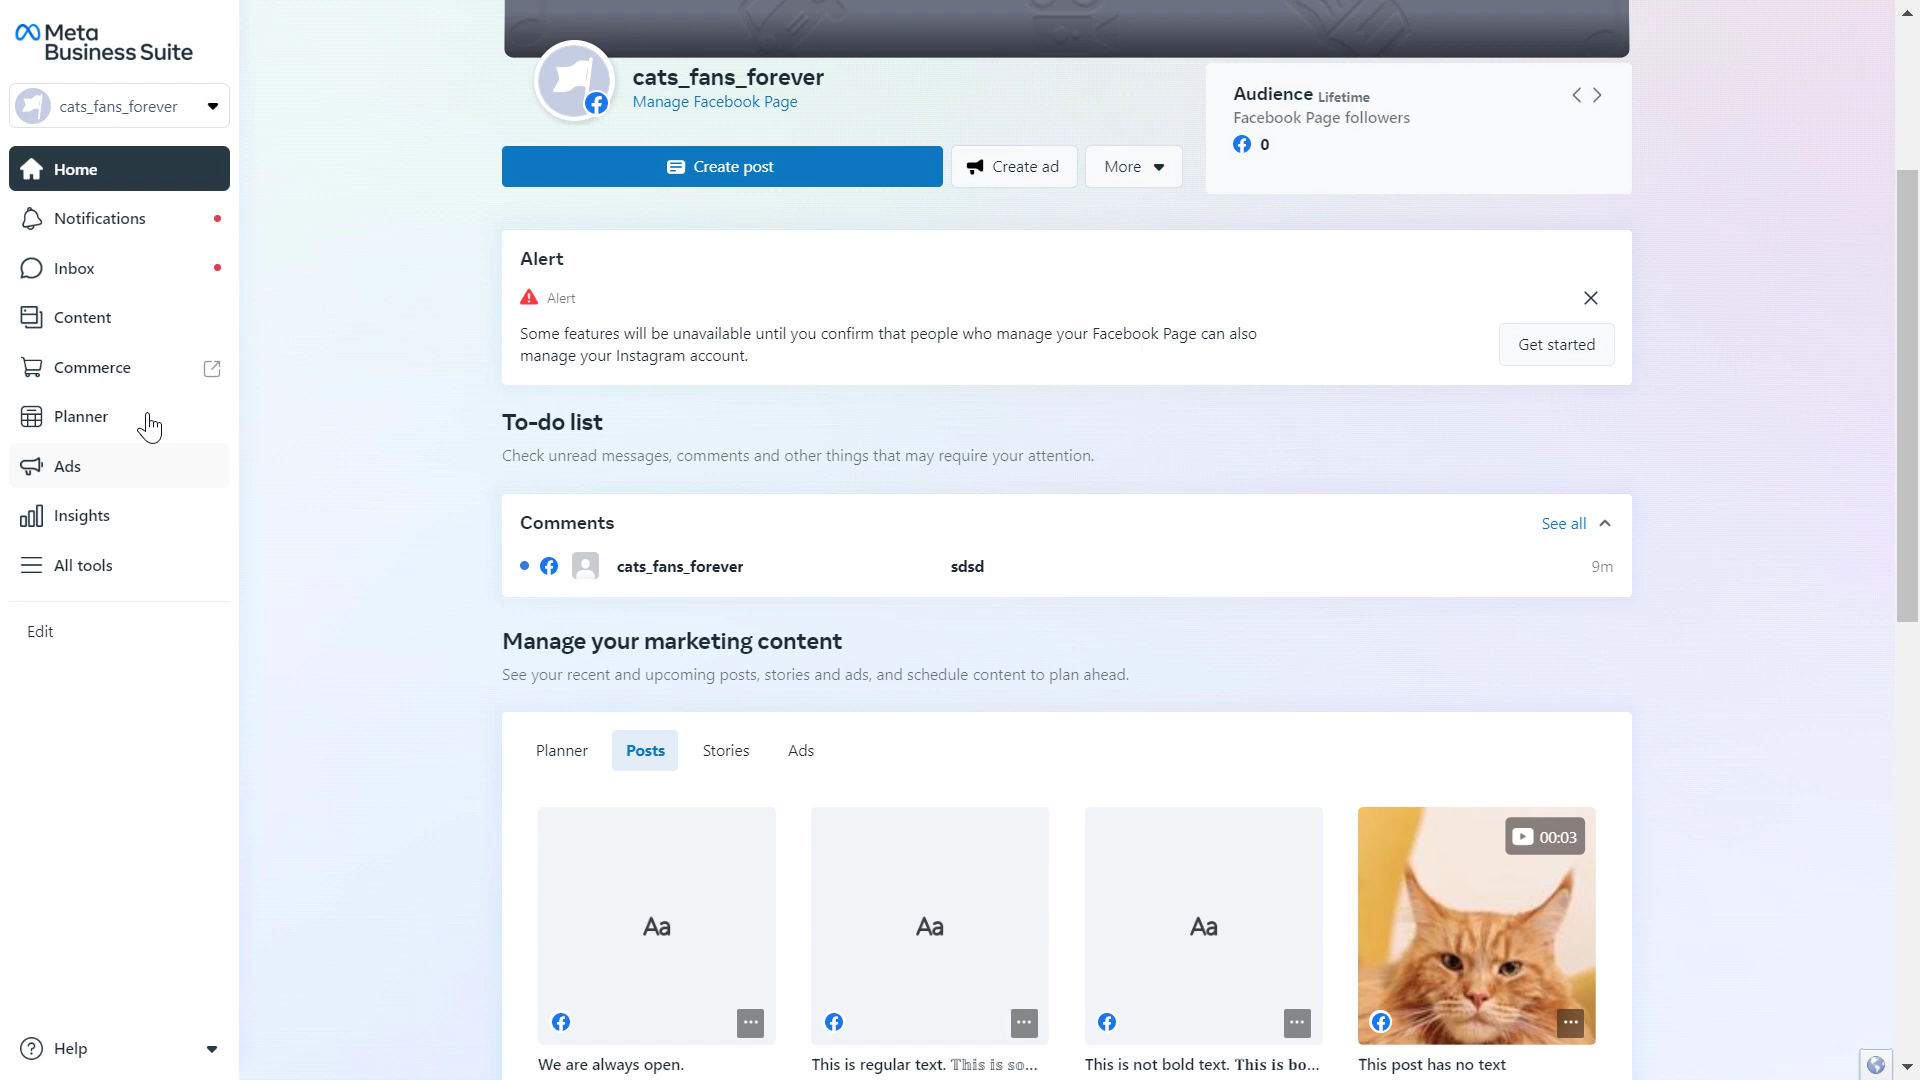 Meta
Business Suite
cats_fans_forever
Home
Notifications
Inbox
Content
Commerce
Planner
Ads
Insights
All tools
Edit
Help
cats_fans_forever
Manage Facebook Page
Create post
Create ad
More
Audience Lifetime
Facebook Page followers
0
Alert
Alert
Some features will be unavailable until you confirm that people who manage your Facebook Page can also
manage your Instagram account.
Get started
To-do list
Check unread messages, comments and other things that may require your attention.
Comments
See all
cats_fans_forever sdsd 9m
Manage your marketing content
See your recent and upcoming posts, stories and ads, and schedule content to plan ahead.
Planner Posts Stories Ads
Aa
Aa
Aa
00:03
We are always open.
This is regular text. 𝕋𝕙𝕚𝕤 𝕚𝕤 𝕤𝕠...
This is not bold text. 𝐓𝐡𝐢𝐬 𝐢𝐬 𝐛𝐨...
This post has no text